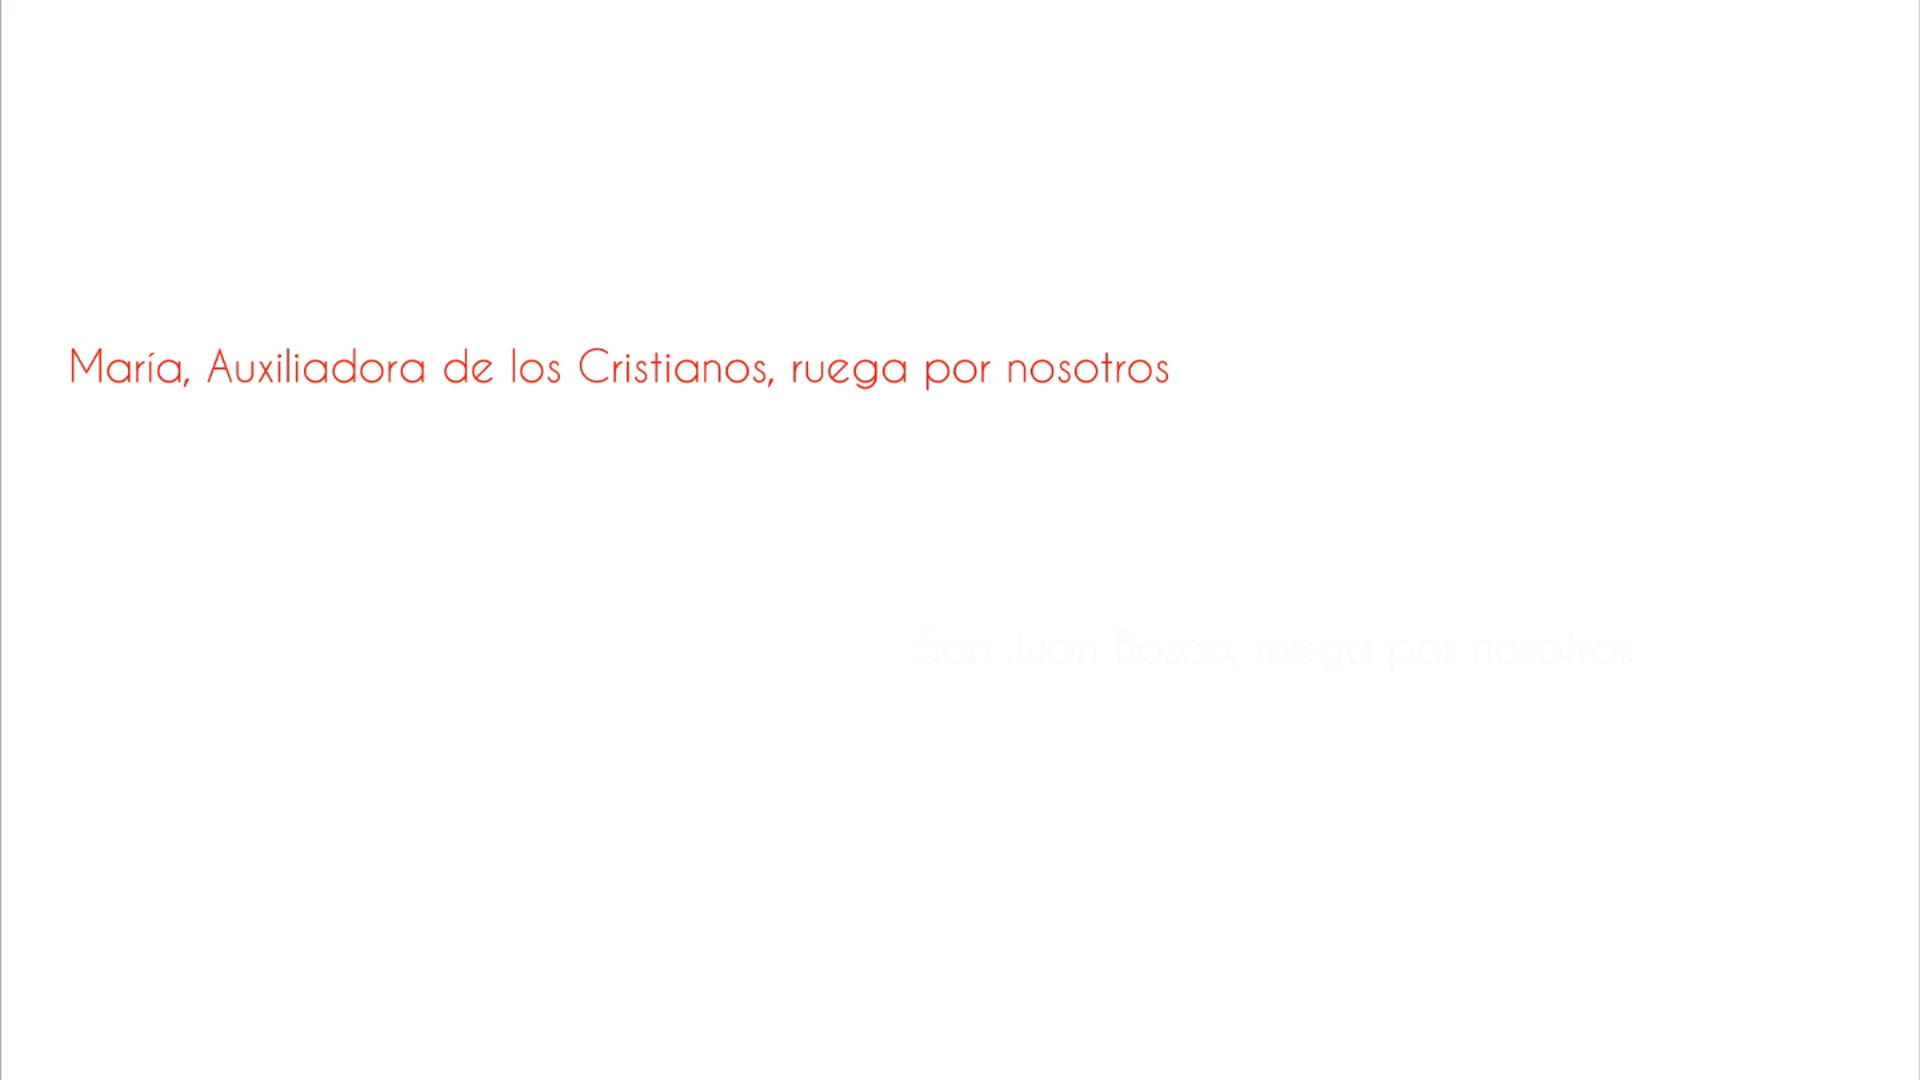 María, Auxiliadora de los Cristianos, ruega por nosotros
San Juan Bosco, ruega por nosotros